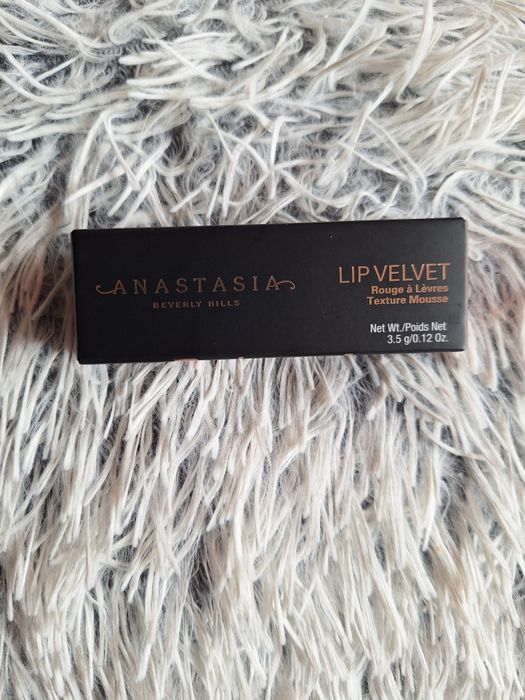 ANASTASIA
BEVERLY HILLS
LIP VELVET
Rouge à Lèvres
Texture Mousse
Net Wt./Poids Net
3.5 g/0.12 Oz.